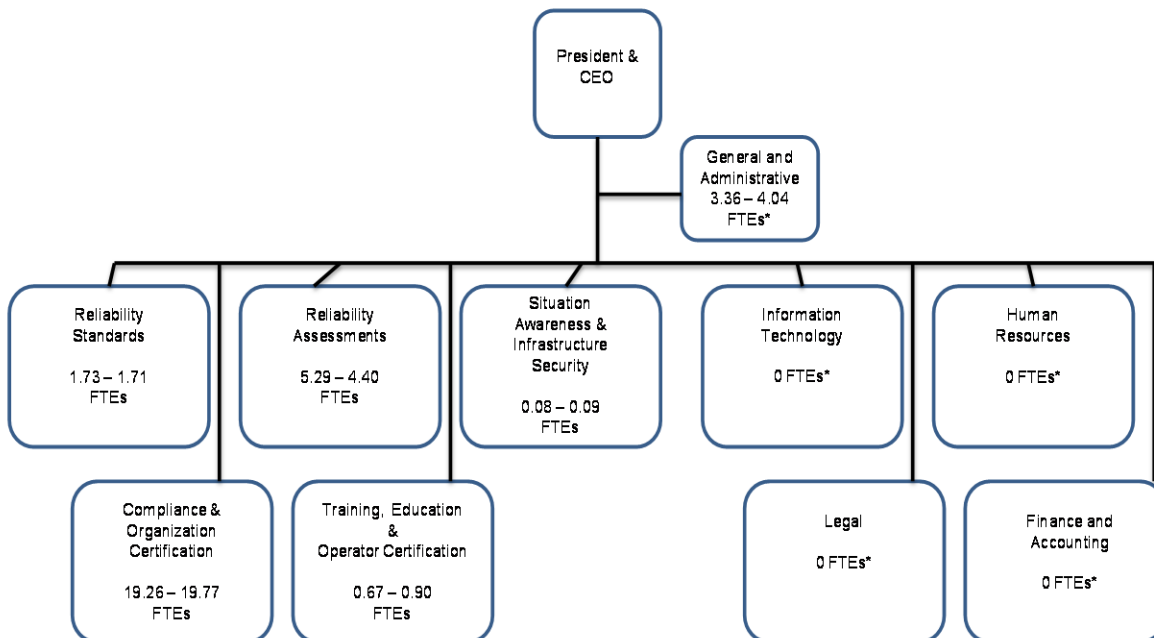 President &
CEO
General and
Administrative
3.36 – 4.04
FTEs*
Reliability
Standards
1.73 – 1.71
FTEs
Reliability
Assessments
5.29 – 4.40
FTEs
Situation
Awareness &
Infrastructure
Security
0.08 – 0.09
FTEs
Information
Technology
0 FTEs*
Human
Resources
0 FTEs*
Compliance &
Organization
Certification
19.26 – 19.77
FTEs
Training, Education
&
Operator Certification
0.67 – 0.90
FTEs
Legal
0 FTEs*
Finance and
Accounting
0 FTEs*